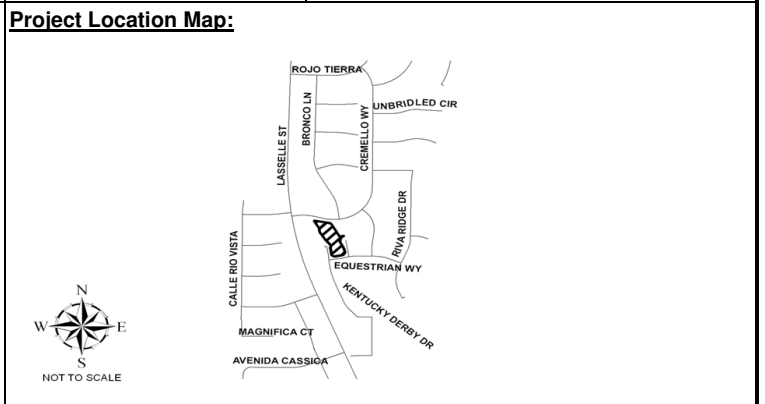 Project Location Map:
ROJO TIERRA
BRONCO LN
UNBRIDLED CIR
CREMELLO WY
LASSELLE ST
RIVA RIDGE DR
CALLE RIO VISTA
EQUESTRIAN WY
KENTUCKY DERBY DR
MAGNIFICA CT
AVENIDA CASSICA
N
W
E
S
NOT TO SCALE